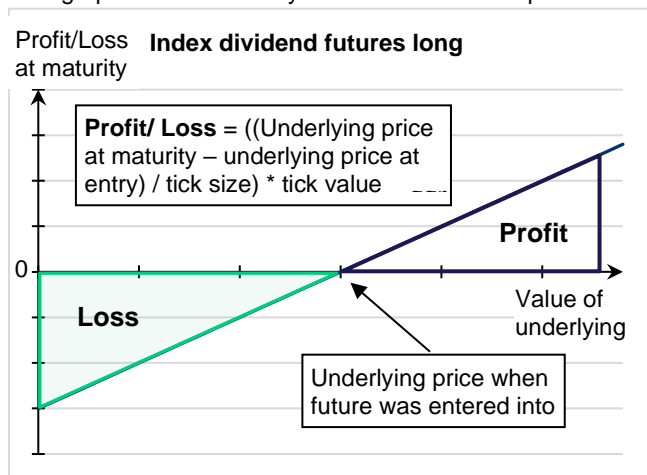 Profit/Loss
at maturity
Index dividend futures long
Profit/ Loss = ((Underlying price
at maturity – underlying price at
entry) / tick size) * tick value
Profit
0
Value of
underlying
Loss
Underlying price when
future was entered into